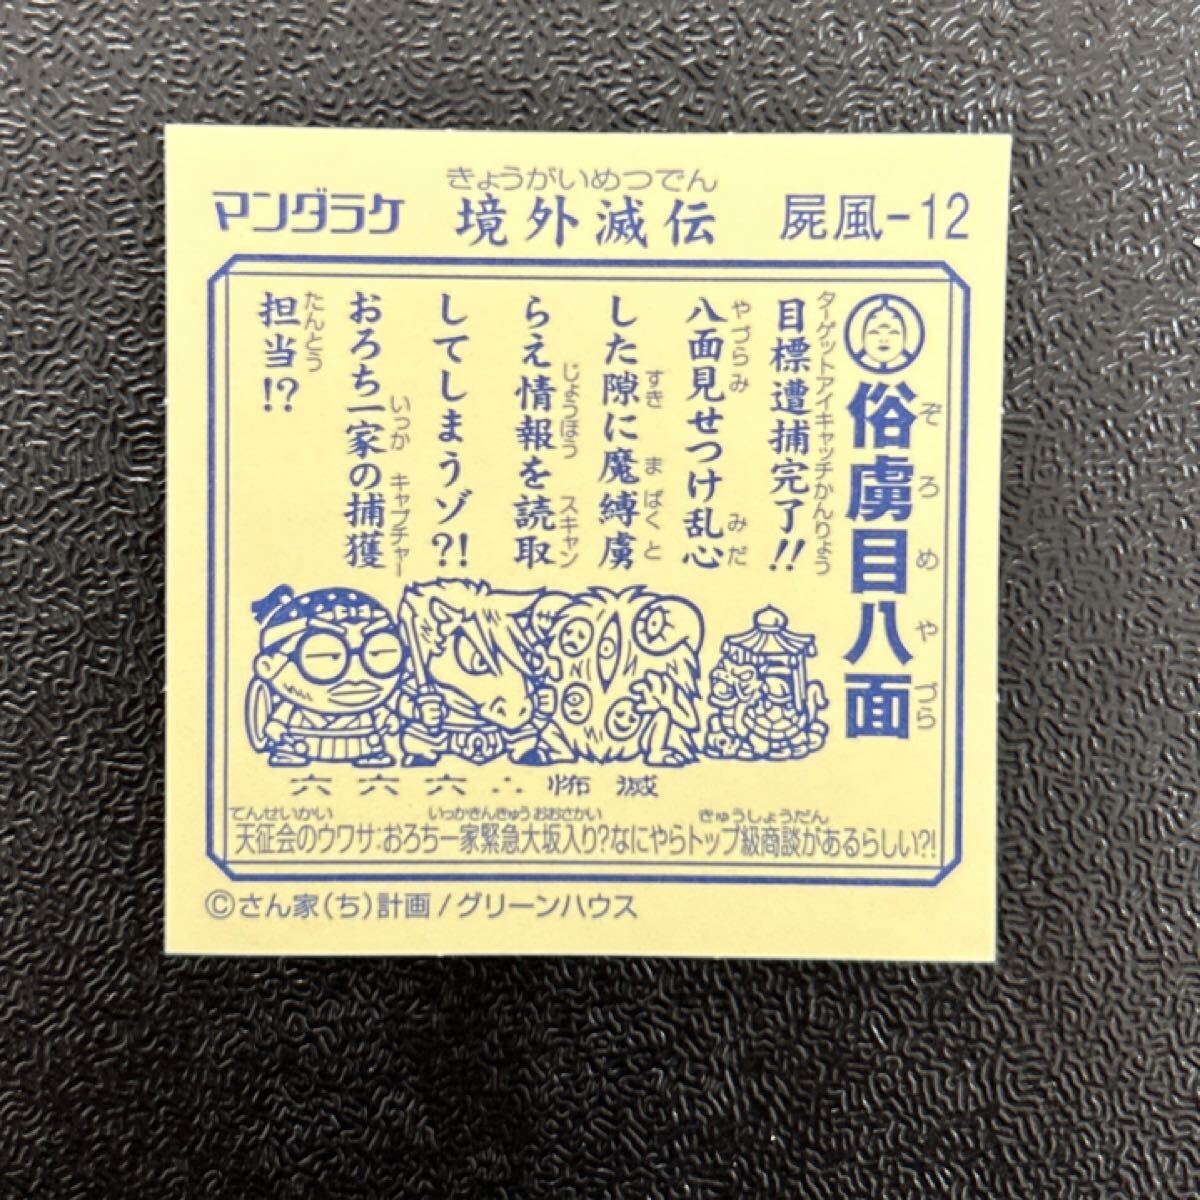 マンダラケ
きょうがいめつでん
境外滅伝
屍風-12
俗虜目八面
ぞろめやづら
目標遭捕完了!!
ターゲットアイキャッチかんりょう
八面見せつけ乱心
やづらみ みだ
した隙に魔縛虜
すき まばくと
らえ情報を読取
じょうほう スキャン
してしまうゾ?!
おろち一家の捕獲
いっか キャプチャー
担当!?
たんとう
六六六∴怖滅
てんせいかい いっかきんきゅうおおさかい きゅうしょうだん
天征会のウワサ:おろち一家緊急大坂入り?なにやらトップ級商談があるらしい?!
©さん家(ち)計画/グリーンハウス